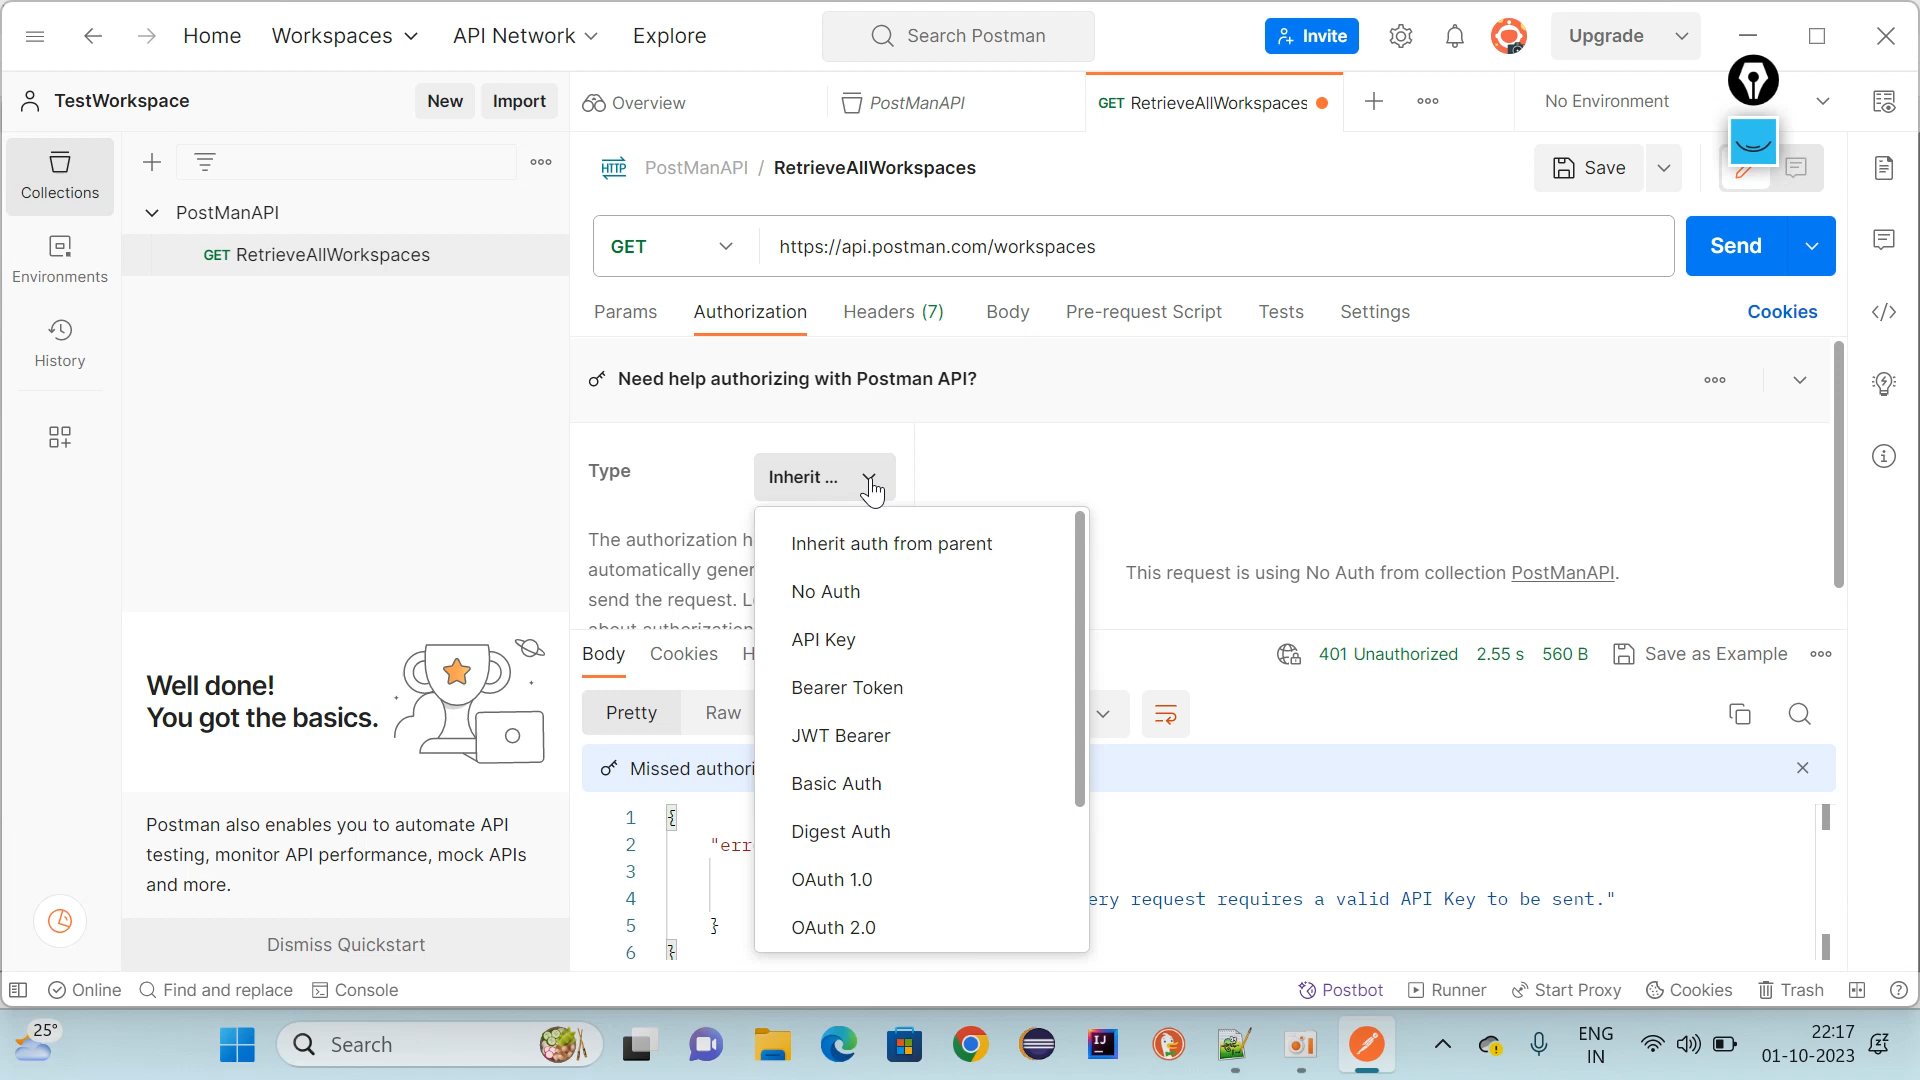 Home
Workspaces
API Network
Explore
Search Postman
Invite
Upgrade
TestWorkspace
New
Import
Overview
PostManAPI
GET RetrieveAllWorkspaces
No Environment
Collections
Environments
History
PostManAPI
GET RetrieveAllWorkspaces
HTTP
PostManAPI / RetrieveAllWorkspaces
Save
GET
https://api.postman.com/workspaces
Send
Params
Authorization
Headers (7)
Body
Pre-request Script
Tests
Settings
Cookies
Need help authorizing with Postman API?
Type
Inherit ...
The authorization h
automatically gener
send the request. L
about authorization
Inherit auth from parent
No Auth
API Key
Bearer Token
JWT Bearer
Basic Auth
Digest Auth
OAuth 1.0
OAuth 2.0
This request is using No Auth from collection PostManAPI.
Body
Cookies
H
401 Unauthorized
2.55 s
560 B
Save as Example
Pretty
Raw
Missed authori
1 {
2 "err
3
4 ery request requires a valid API Key to be sent."
5 }
6 }
Well done!
You got the basics.
Postman also enables you to automate API
testing, monitor API performance, mock APIs
and more.
Dismiss Quickstart
Online
Find and replace
Console
Postbot
Runner
Start Proxy
Cookies
Trash
25°
Search
IJ
ENG
IN
22:17
01-10-2023